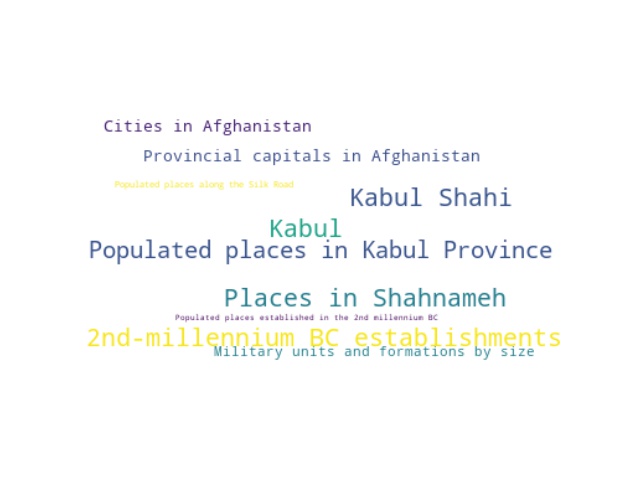 Cities in Afghanistan
Provincial capitals in Afghanistan
Populated places along the Silk Road
Kabul Shahi
Kabul
Populated places in Kabul Province
Places in Shahnameh
Populated places established in the 2nd millennium BC
2nd-millennium BC establishments
Military units and formations by size